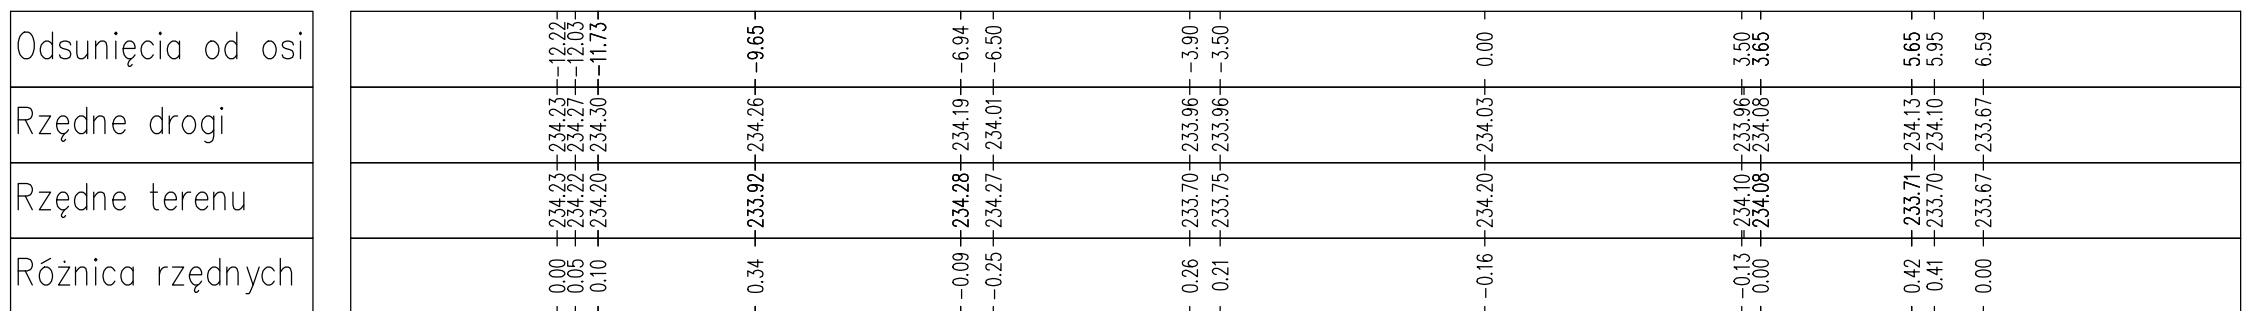 Odsunięcia od osi -12.22 -12.03 -11.73 -9.65 -6.94 -6.50 -3.90 -3.50 0.00 3.50 3.65 5.65 5.95 6.59
Rzędne drogi 234.23 234.27 234.30 234.26 234.19 234.01 233.96 233.96 234.03 233.96 234.08 234.13 234.10 233.67
Rzędne terenu 234.23 234.22 234.20 233.92 234.28 234.27 233.70 233.75 234.20 234.10 234.08 233.71 233.70 233.67
Różnica rzędnych 0.00 0.05 0.10 0.34 -0.09 -0.25 0.26 0.21 -0.16 -0.13 0.00 0.42 0.41 0.00